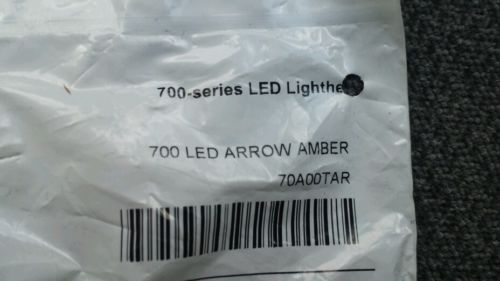 700-series LED Lighthe
700 LED ARROW AMBER
70A00TAR